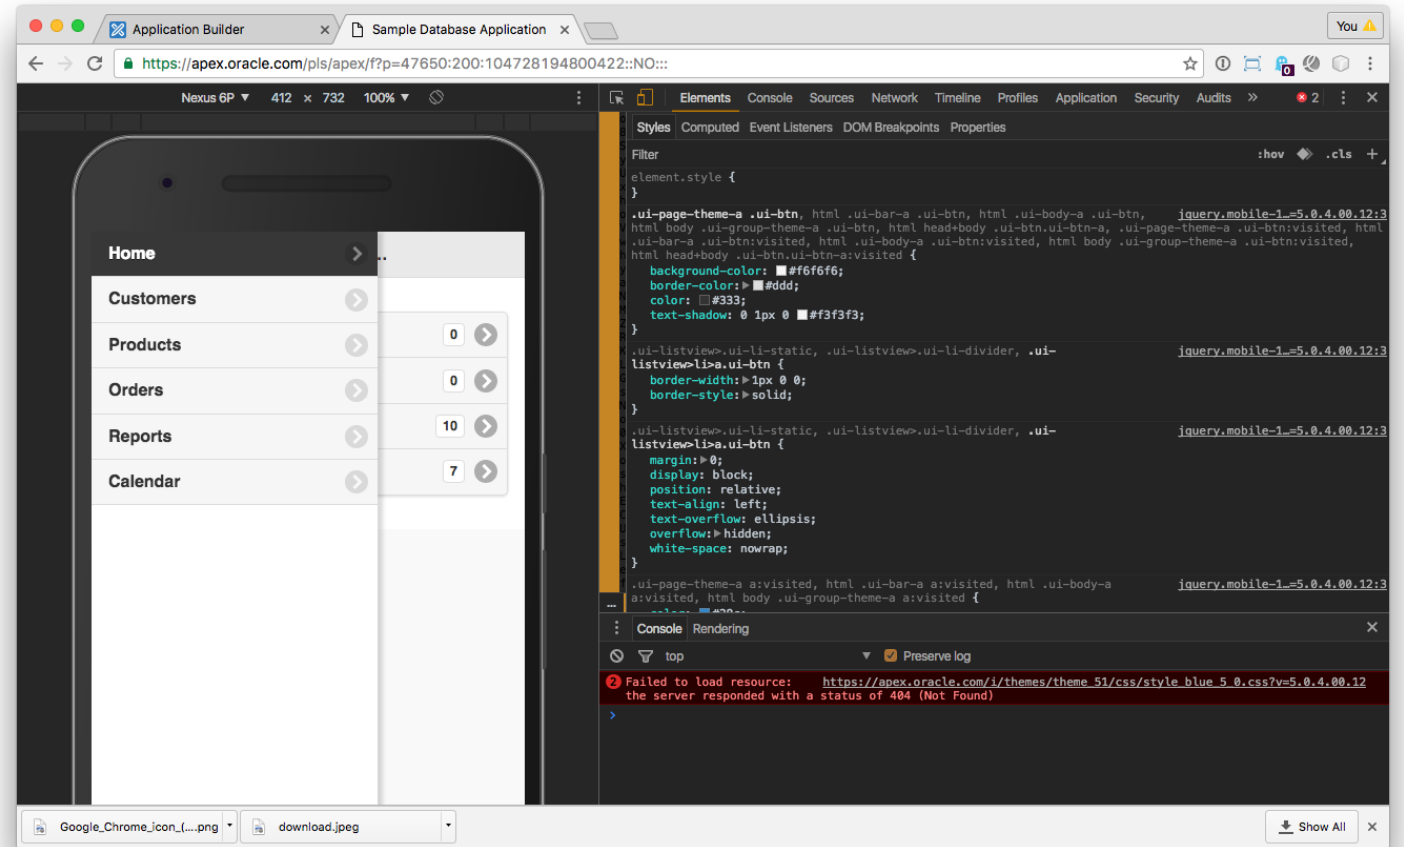 Application Builder
Sample Database Application
You
https://apex.oracle.com/pls/apex/f?p=47650:200:104728194800422::NO:::
0
Nexus 6P ▼ 412 × 732 100% ▼
Elements Console Sources Network Timeline Profiles Application Security Audits » 2
Styles Computed Event Listeners DOM Breakpoints Properties
Filter :hov .cls +
element.style {
}
.ui-page-theme-a .ui-btn, html .ui-bar-a .ui-btn, html .ui-body-a .ui-btn, jquery.mobile-1…=5.0.4.00.12:3
html body .ui-group-theme-a .ui-btn, html head+body .ui-btn.ui-btn-a, .ui-page-theme-a .ui-btn:visited, html
.ui-bar-a .ui-btn:visited, html .ui-body-a .ui-btn:visited, html body .ui-group-theme-a .ui-btn:visited,
html head+body .ui-btn.ui-btn-a:visited {
background-color: #f6f6f6;
border-color: #ddd;
color: #333;
text-shadow: 0 1px 0 #f3f3f3;
}
.ui-listview>.ui-li-static, .ui-listview>.ui-li-divider, .ui- jquery.mobile-1…=5.0.4.00.12:3
listview>li>a.ui-btn {
border-width: 1px 0 0;
border-style: solid;
}
.ui-listview>.ui-li-static, .ui-listview>.ui-li-divider, .ui- jquery.mobile-1…=5.0.4.00.12:3
listview>li>a.ui-btn {
margin: 0;
display: block;
position: relative;
text-align: left;
text-overflow: ellipsis;
overflow: hidden;
white-space: nowrap;
}
.ui-page-theme-a a:visited, html .ui-bar-a a:visited, html .ui-body-a jquery.mobile-1…=5.0.4.00.12:3
a:visited, html body .ui-group-theme-a a:visited {
Home ..
Customers
Products 0
Orders 0
Reports 10
Calendar 7
Console Rendering
top ▼ Preserve log
2 Failed to load resource: https://apex.oracle.com/i/themes/theme_51/css/style_blue_5_0.css?v=5.0.4.00.12
the server responded with a status of 404 (Not Found)
Google_Chrome_icon_(....png
download.jpeg
Show All